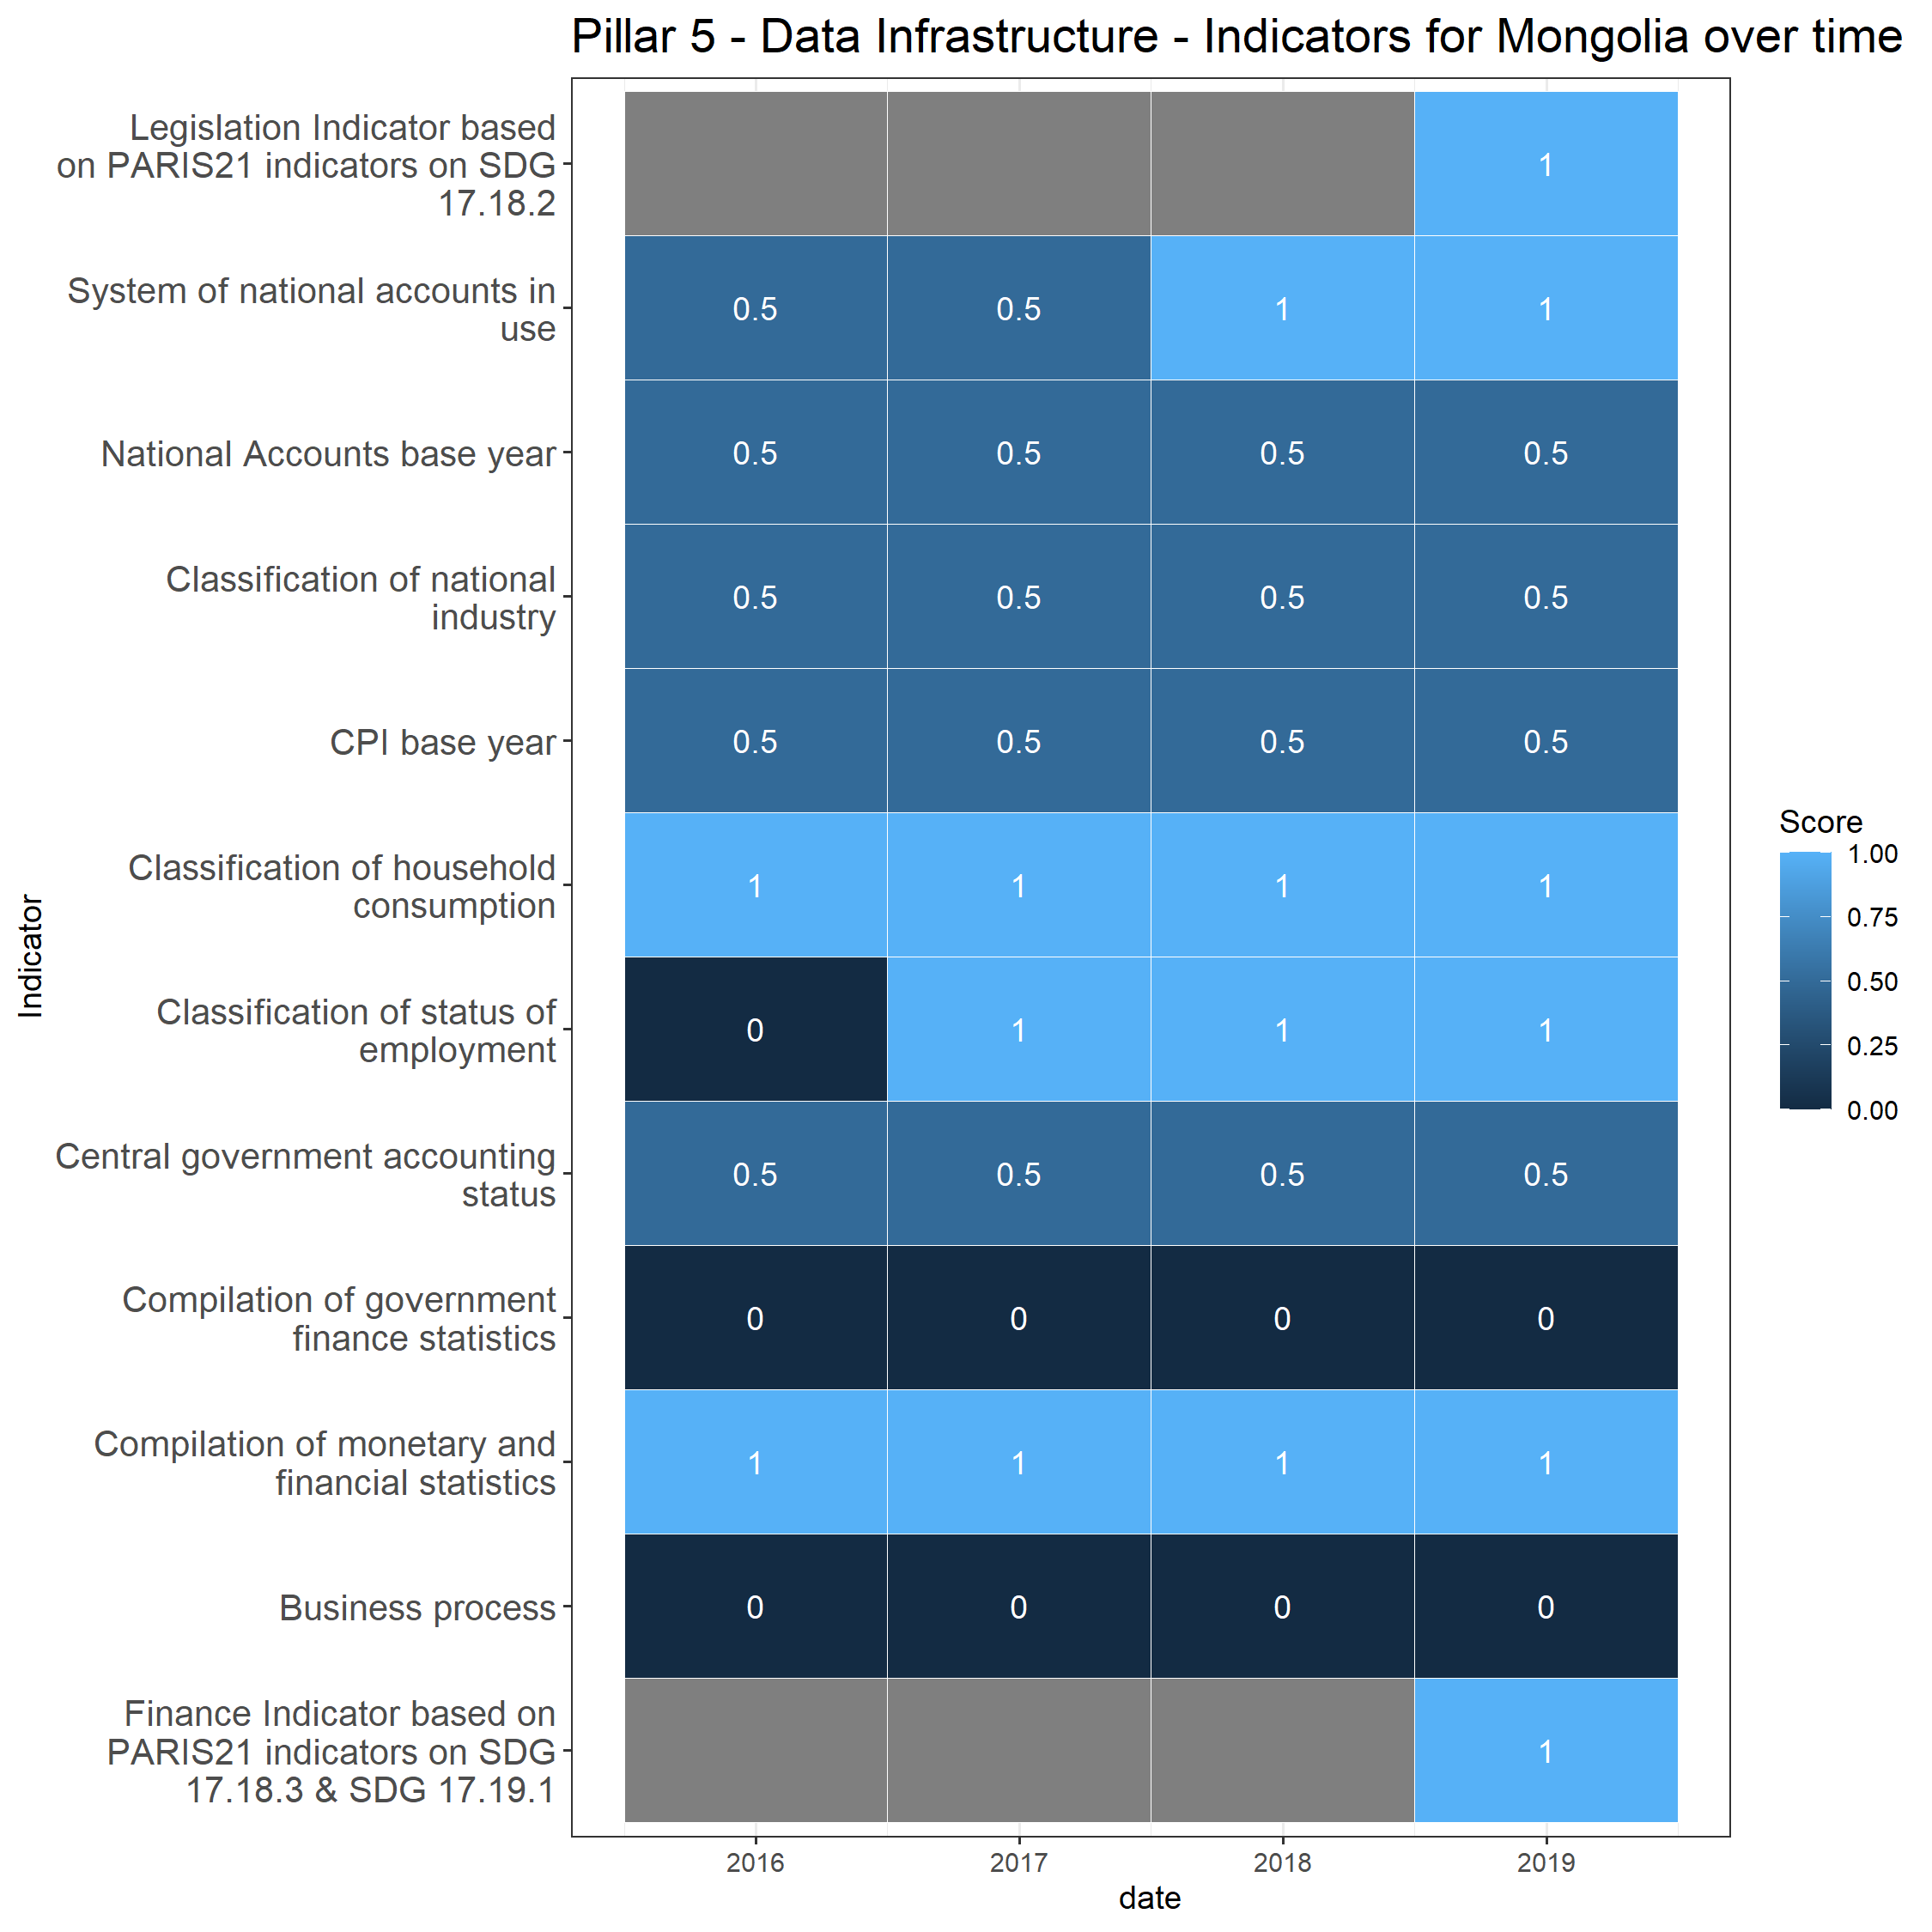 Pillar 5 - Data Infrastructure - Indicators for Mongolia over time
Legislation Indicator based
on PARIS21 indicators on SDG
17.18.2
1
System of national accounts in
use
0.5 0.5 1 1
National Accounts base year
0.5 0.5 0.5 0.5
Classification of national
industry
0.5 0.5 0.5 0.5
CPI base year
0.5 0.5 0.5 0.5
Classification of household
consumption
1 1 1 1
Classification of status of
employment
0 1 1 1
Central government accounting
status
0.5 0.5 0.5 0.5
Compilation of government
finance statistics
0 0 0 0
Compilation of monetary and
financial statistics
1 1 1 1
Business process
0 0 0 0
Finance Indicator based on
PARIS21 indicators on SDG
17.18.3 & SDG 17.19.1
1
2016 2017 2018 2019
date
Indicator
Score
1.00
0.75
0.50
0.25
0.00